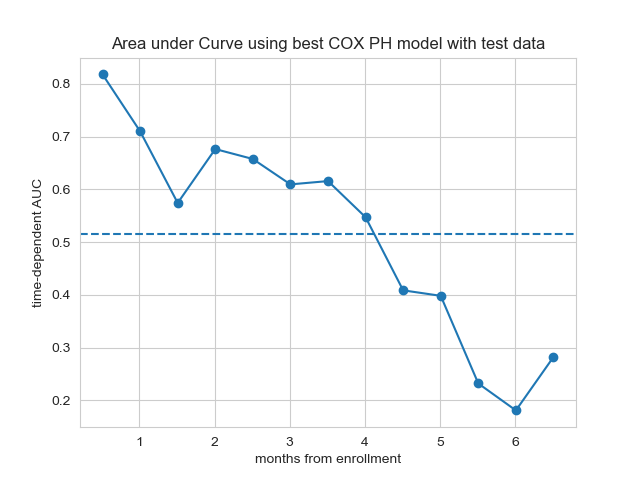 Area under Curve using best COX PH model with test data
time-dependent AUC
0.8
0.7
0.6
0.5
0.4
0.3
0.2
1 2 3 4 5 6
months from enrollment